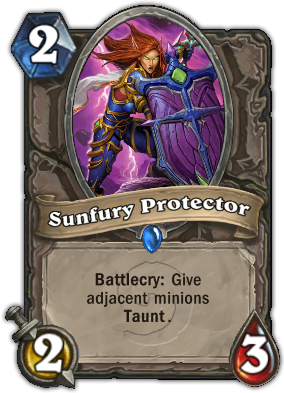 2
Sunfury Protector
Battlecry: Give
adjacent minions
Taunt.
2
3